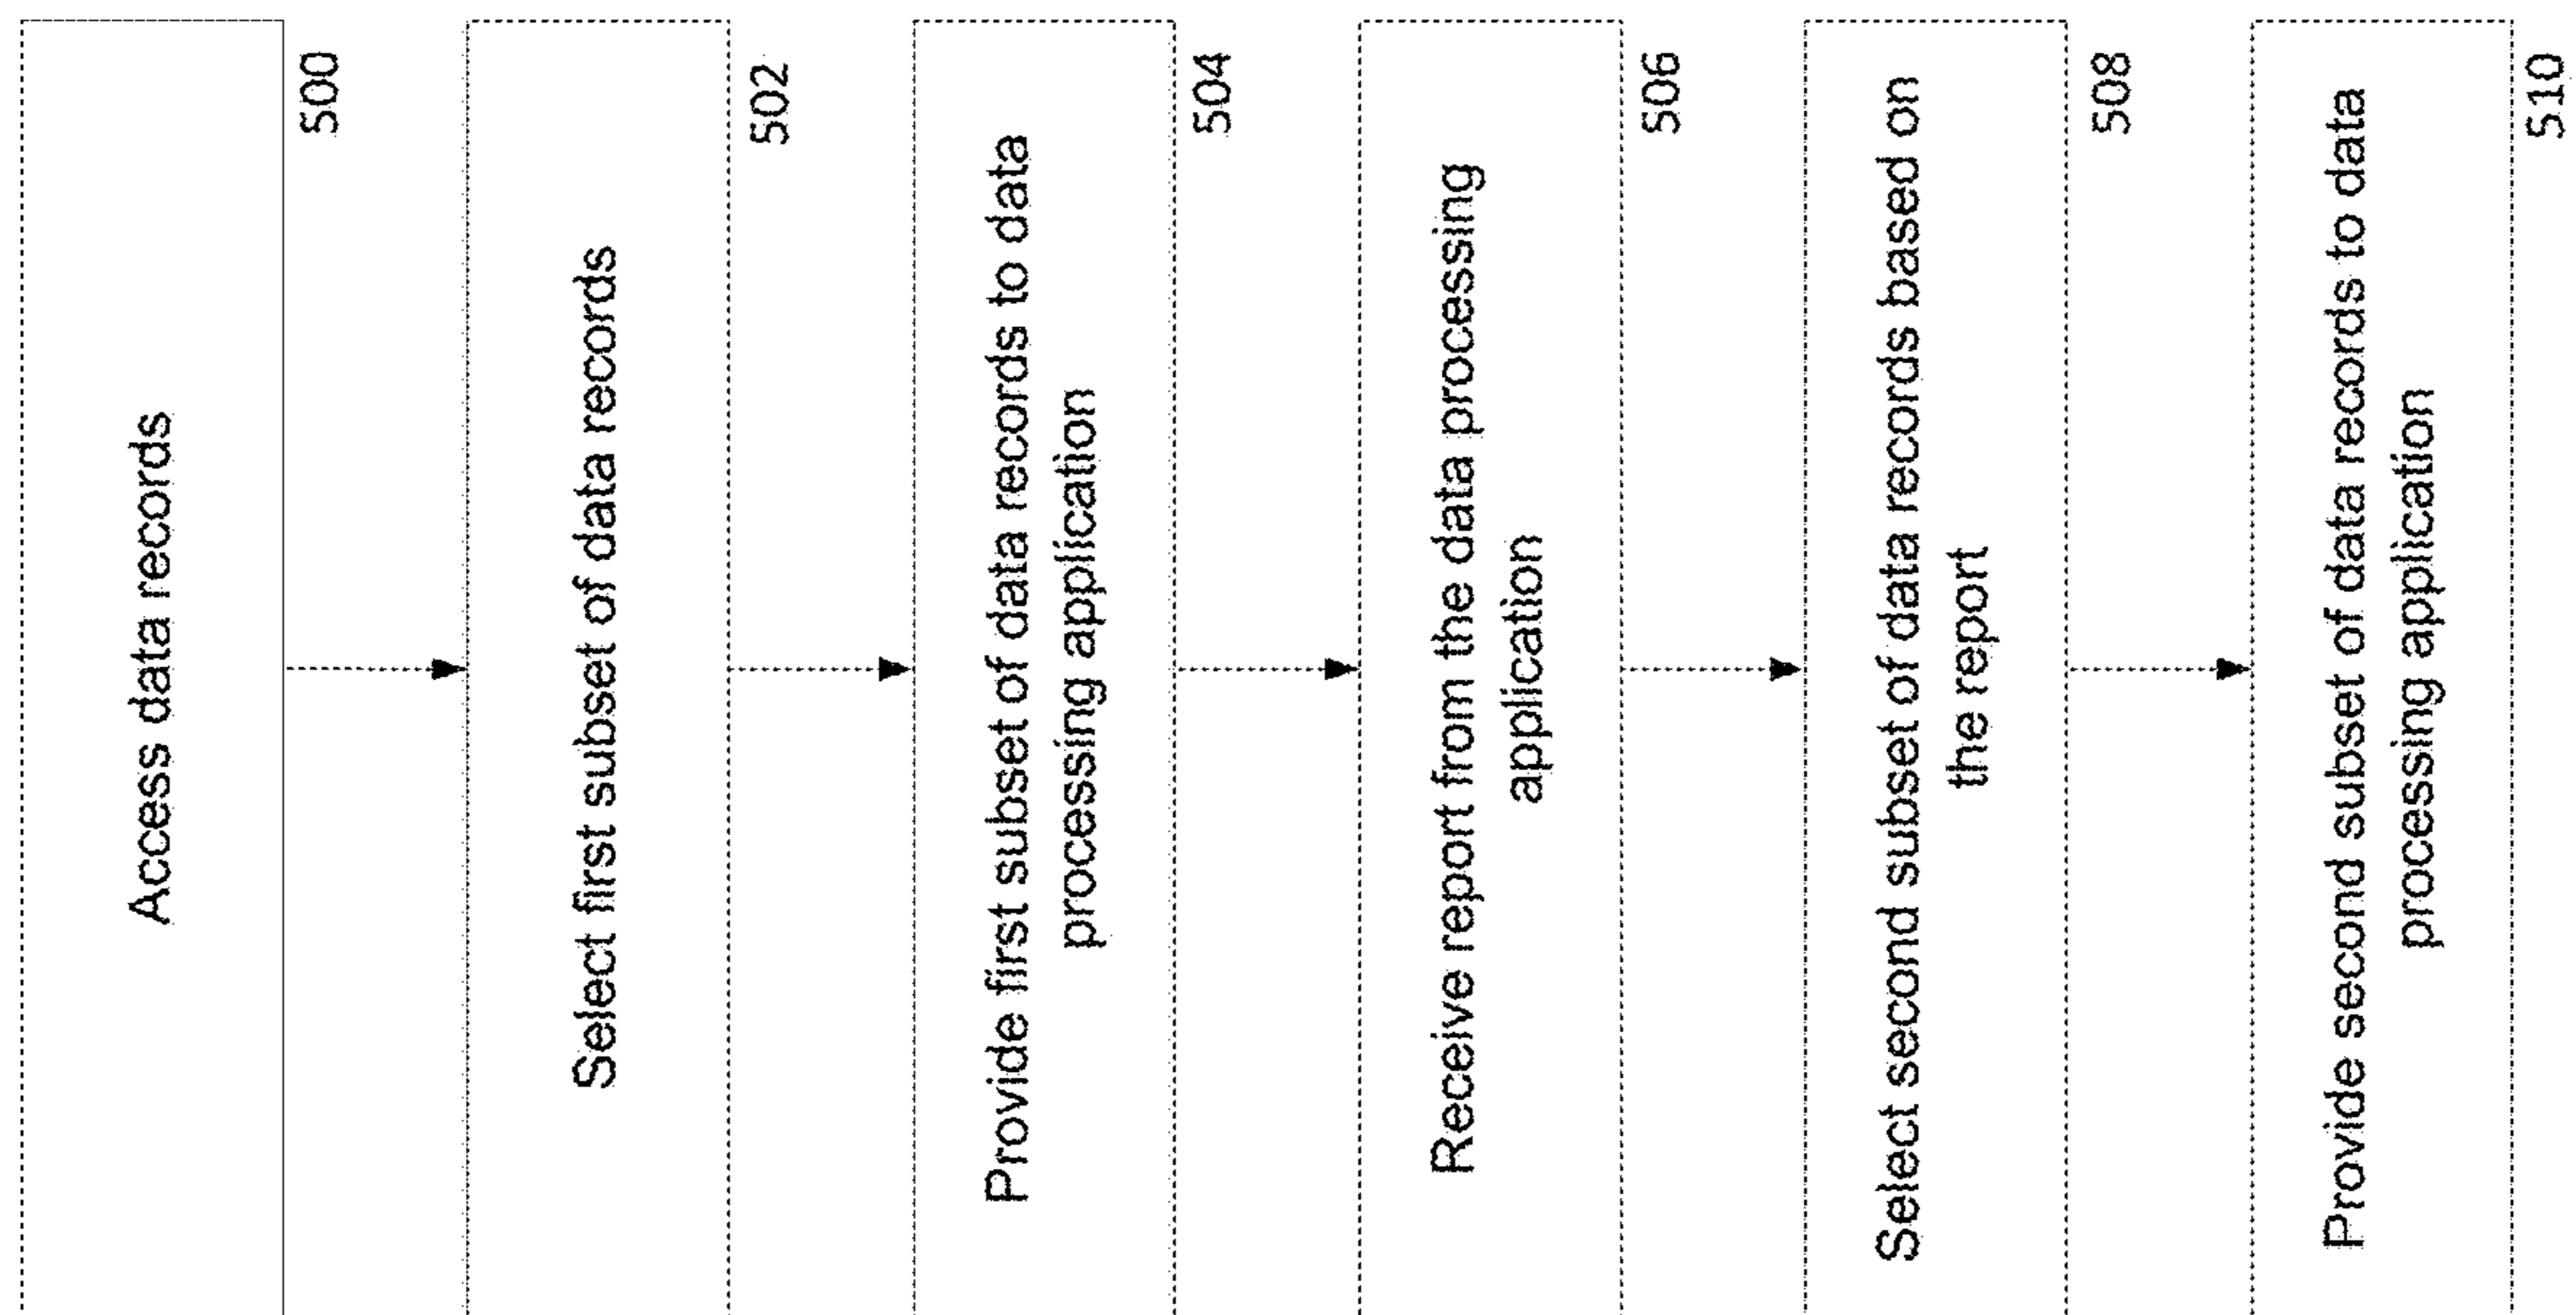 Access data records
500
Select first subset of data records
502
Provide first subset of data records to data
processing application
504
Receive report from the data processing
application
506
Select second subset of data records based on
the report
508
Provide second subset of data records to data
processing application
510